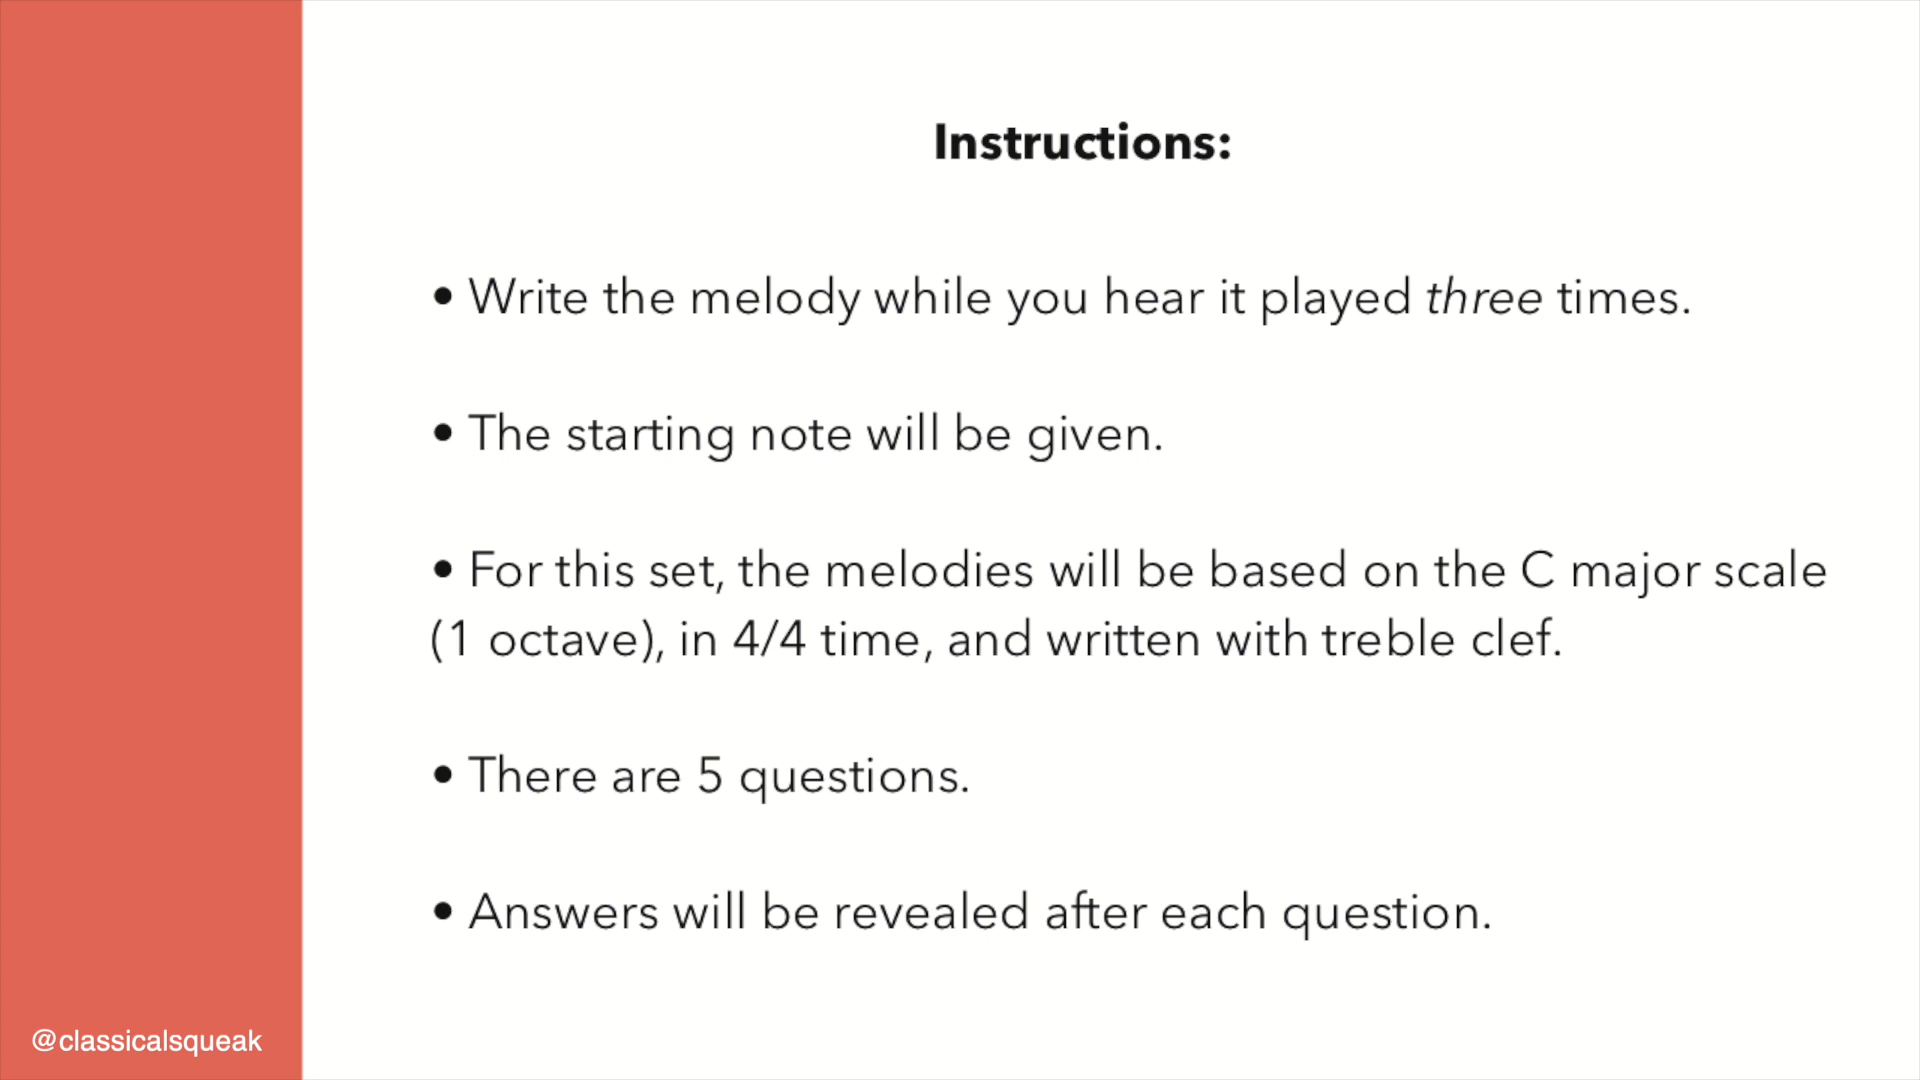 Instructions:
• Write the melody while you hear it played three times.
• The starting note will be given.
• For this set, the melodies will be based on the C major scale
(1 octave), in 4/4 time, and written with treble clef.
• There are 5 questions.
• Answers will be revealed after each question.
@classicalsqueak